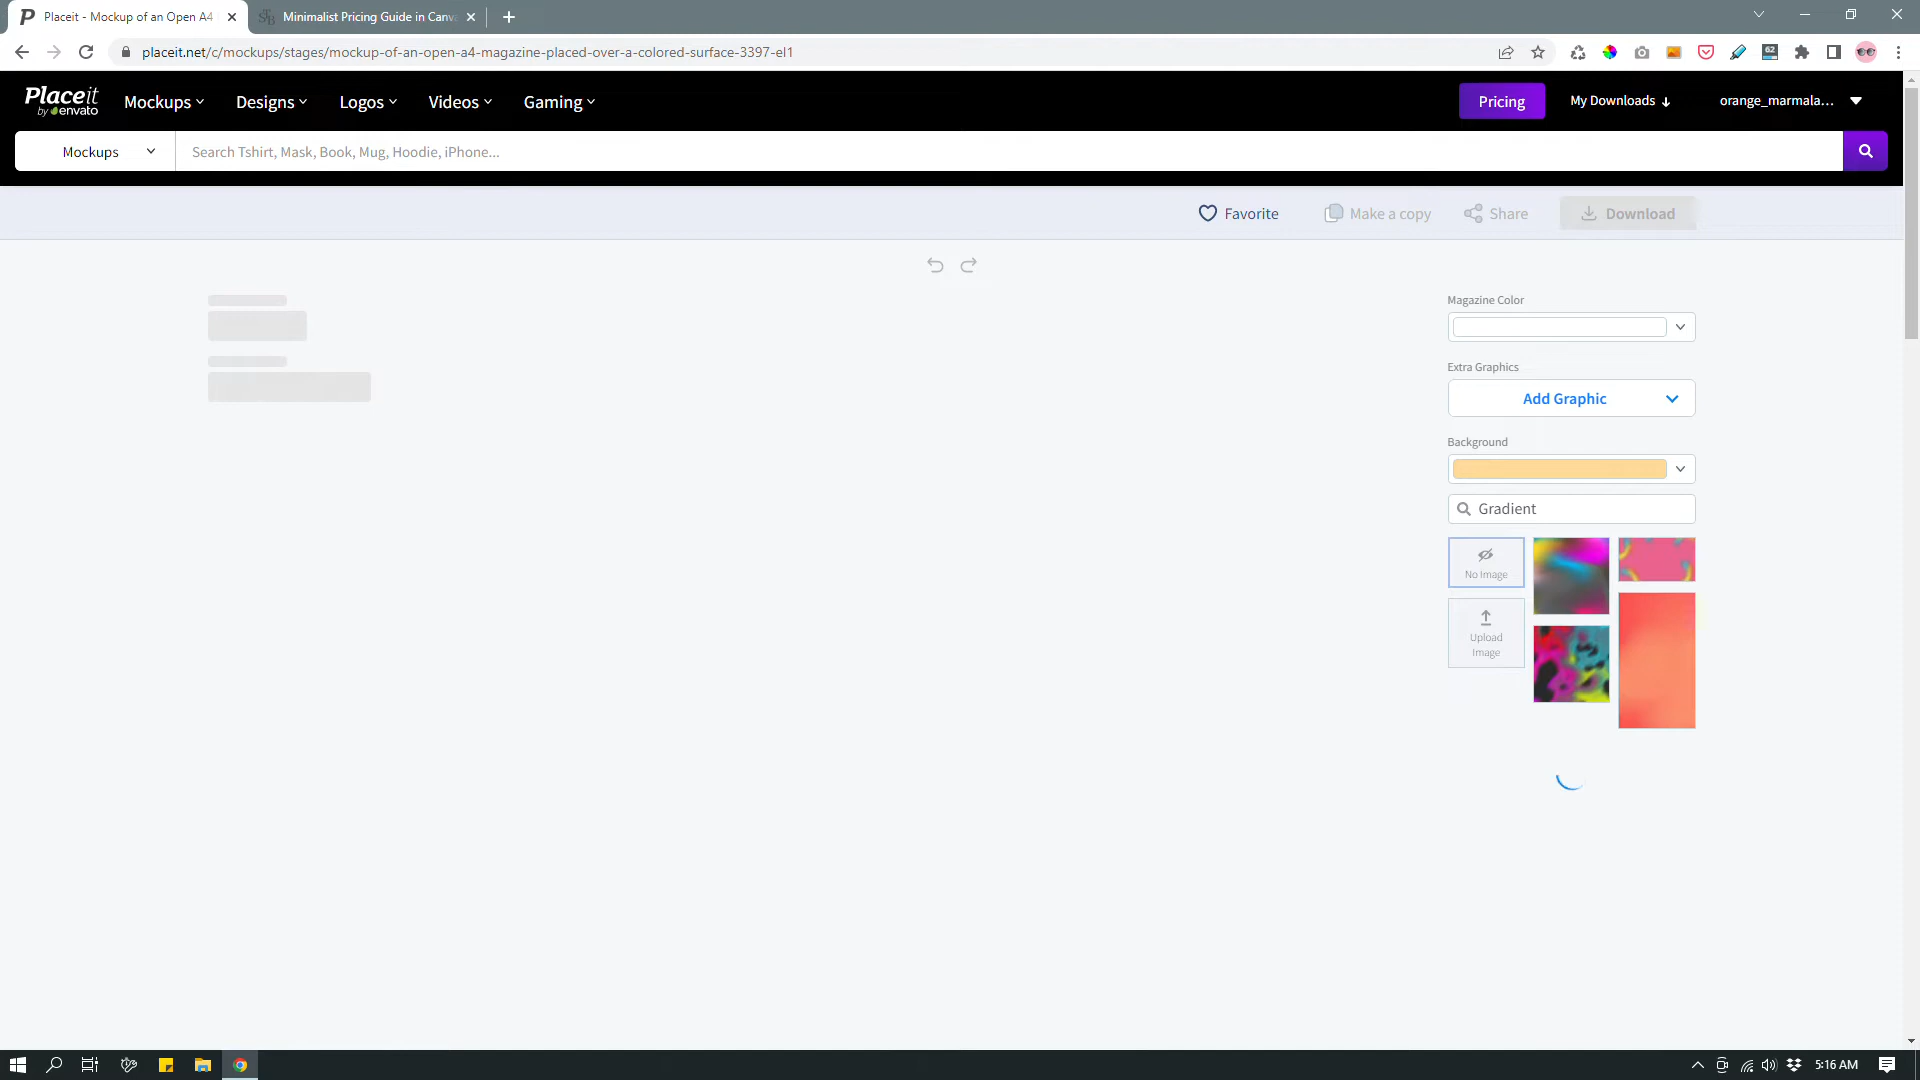 Placeit - Mockup of an Open A4
Minimalist Pricing Guide in Canv
placeit.net/c/mockups/stages/mockup-of-an-open-a4-magazine-placed-over-a-colored-surface-3397-el1
62
Placeit
by envato
Mockups
Designs
Logos
Videos
Gaming
Pricing
My Downloads
orange_marmala...
Mockups
Search Tshirt, Mask, Book, Mug, Hoodie, iPhone...
Favorite
Make a copy
Share
Download
Magazine Color
Extra Graphics
Add Graphic
Background
Gradient
No Image
Upload
Image
5:16 AM